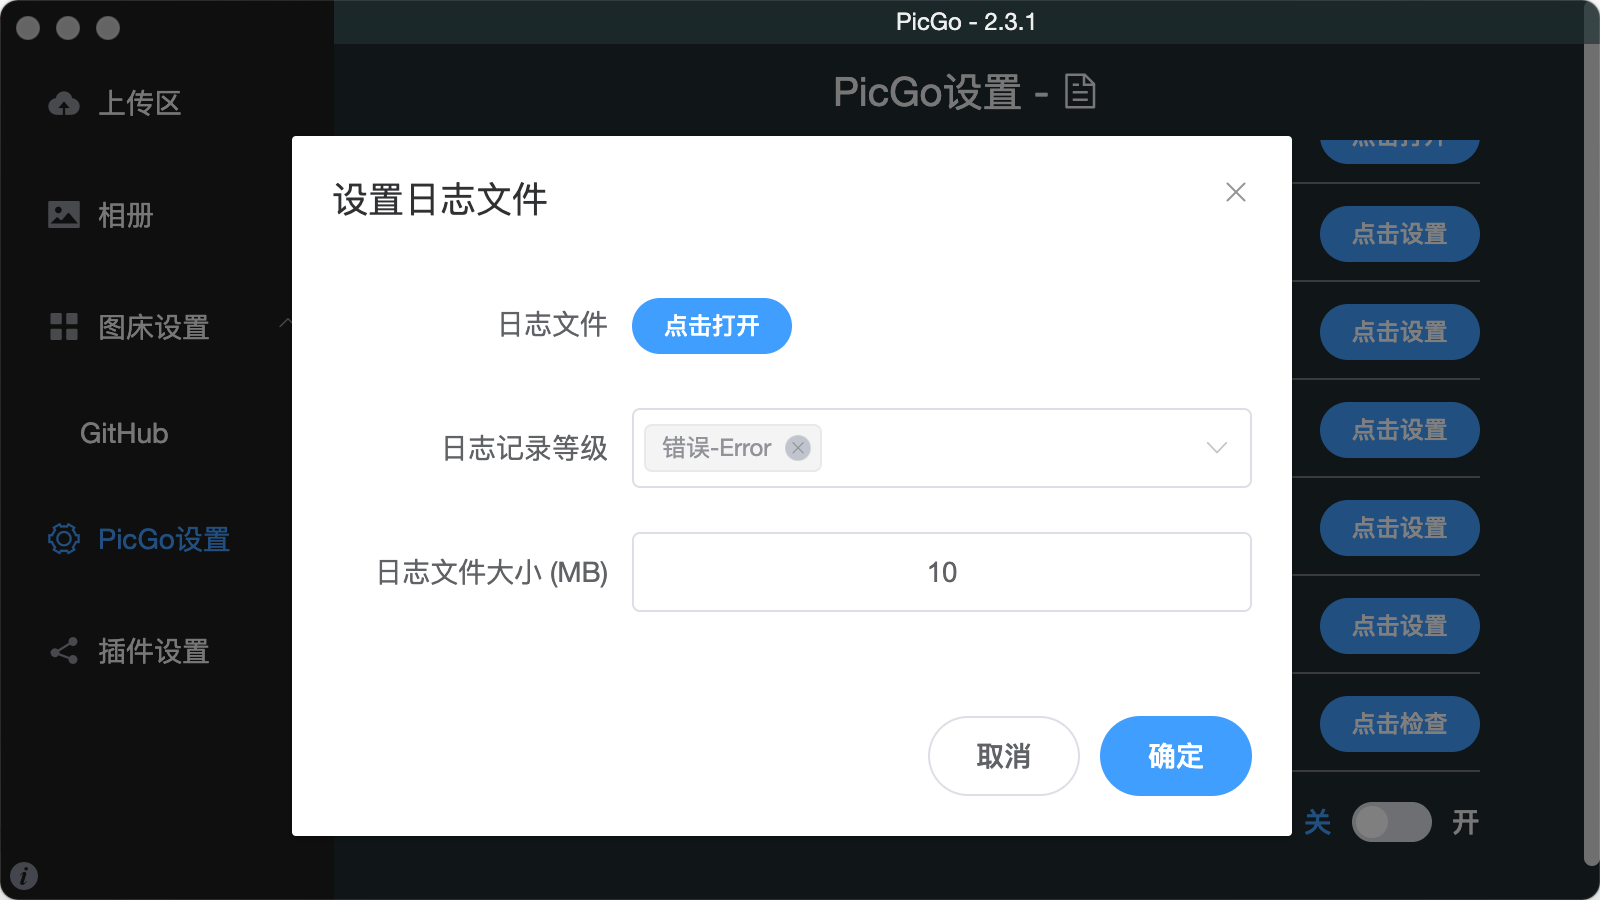 PicGo - 2.3.1
上传区
相册
图床设置
GitHub
PicGo设置
插件设置
PicGo设置 -
点击打开
点击设置
点击设置
点击设置
点击设置
点击设置
点击检查
关 开
设置日志文件
日志文件 点击打开
日志记录等级 错误-Error
日志文件大小 (MB) 10
取消 确定